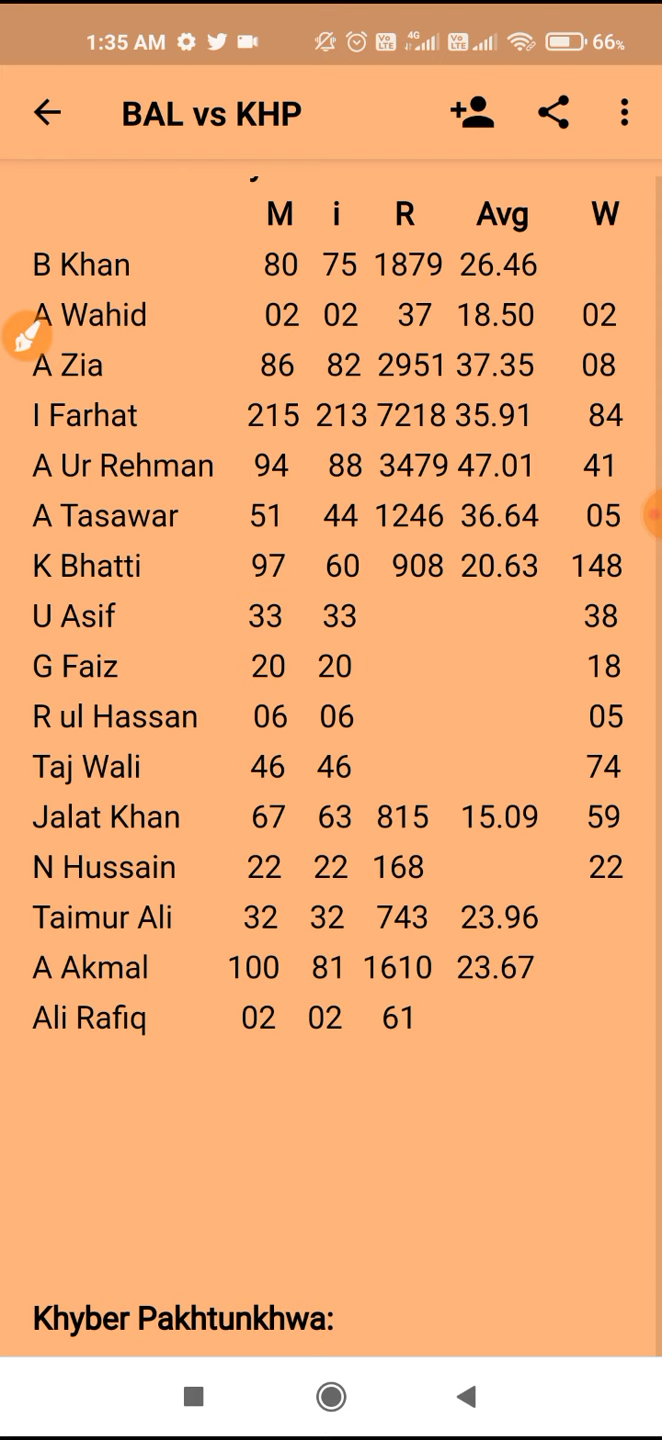 1:35 AM 4G Vo LTE Vo LTE 66%
BAL vs KHP
M i R Avg W
B Khan 80 75 1879 26.46
A Wahid 02 02 37 18.50 02
A Zia 86 82 2951 37.35 08
I Farhat 215 213 7218 35.91 84
A Ur Rehman 94 88 3479 47.01 41
A Tasawar 51 44 1246 36.64 05
K Bhatti 97 60 908 20.63 148
U Asif 33 33 38
G Faiz 20 20 18
R ul Hassan 06 06 05
Taj Wali 46 46 74
Jalat Khan 67 63 815 15.09 59
N Hussain 22 22 168 22
Taimur Ali 32 32 743 23.96
A Akmal 100 81 1610 23.67
Ali Rafiq 02 02 61
Khyber Pakhtunkhwa: